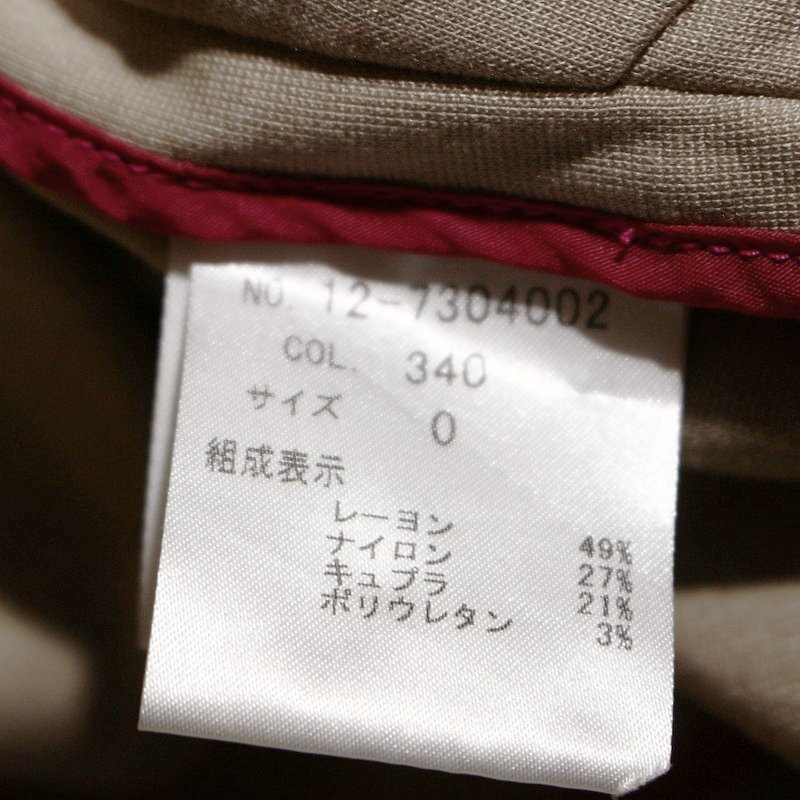 NO. 12-7304002
COL. 340
サイズ 0
組成表示
レーヨン 49%
ナイロン 27%
キュプラ 21%
ポリウレタン 3%